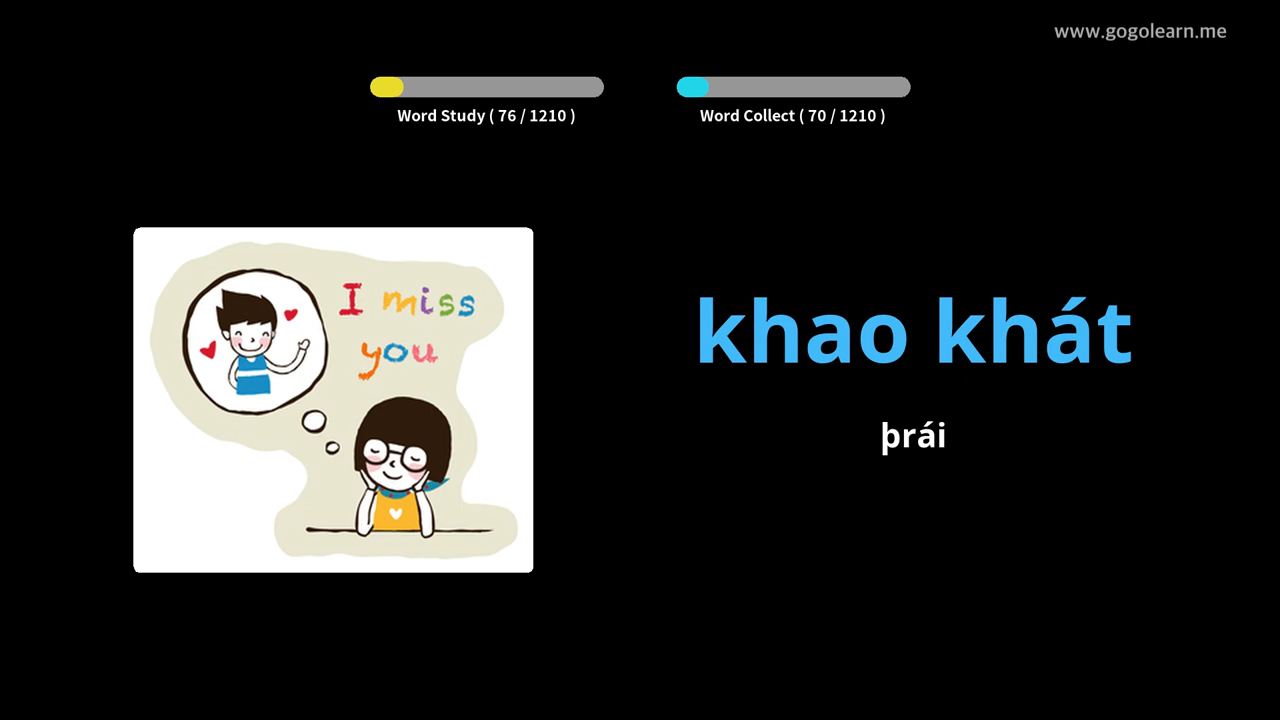 www.gogolearn.me
Word Study ( 76 / 1210 )
Word Collect ( 70 / 1210 )
I miss
you
khao khát
þrái